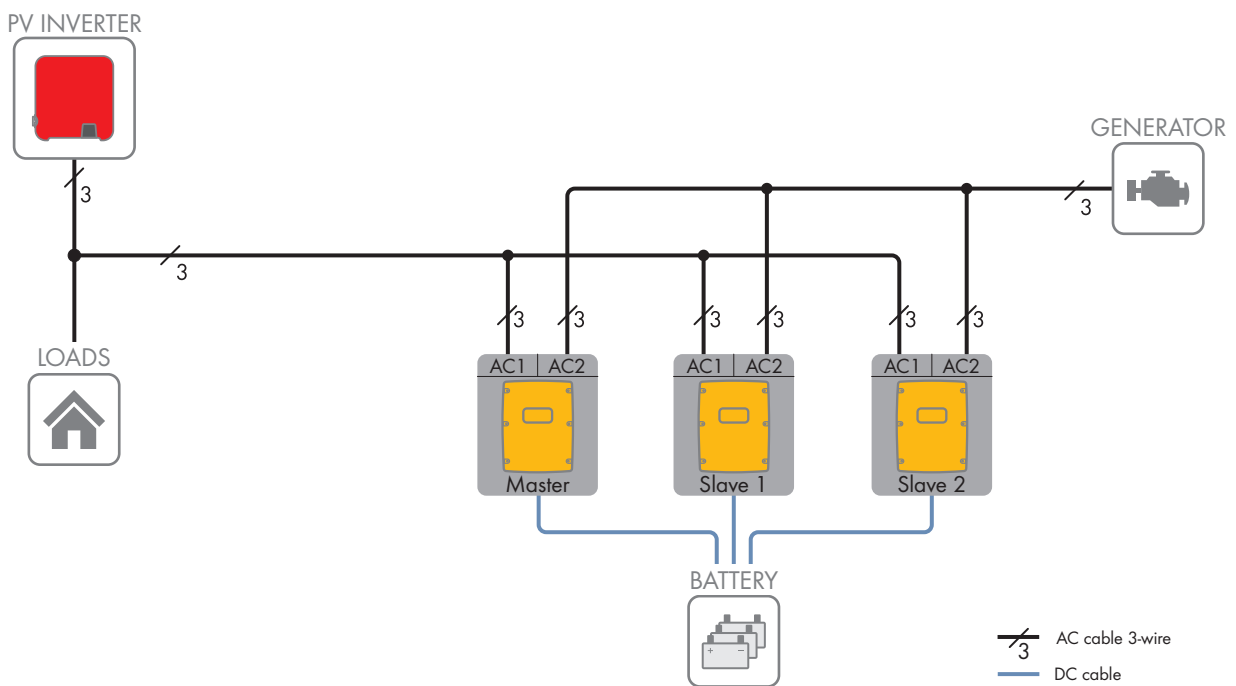 PV INVERTER
GENERATOR
3
3
3
LOADS
3
3
3
3
3
3
AC1 AC2
AC1 AC2
AC1 AC2
Master
Slave 1
Slave 2
BATTERY
+ −
3
AC cable 3-wire
DC cable